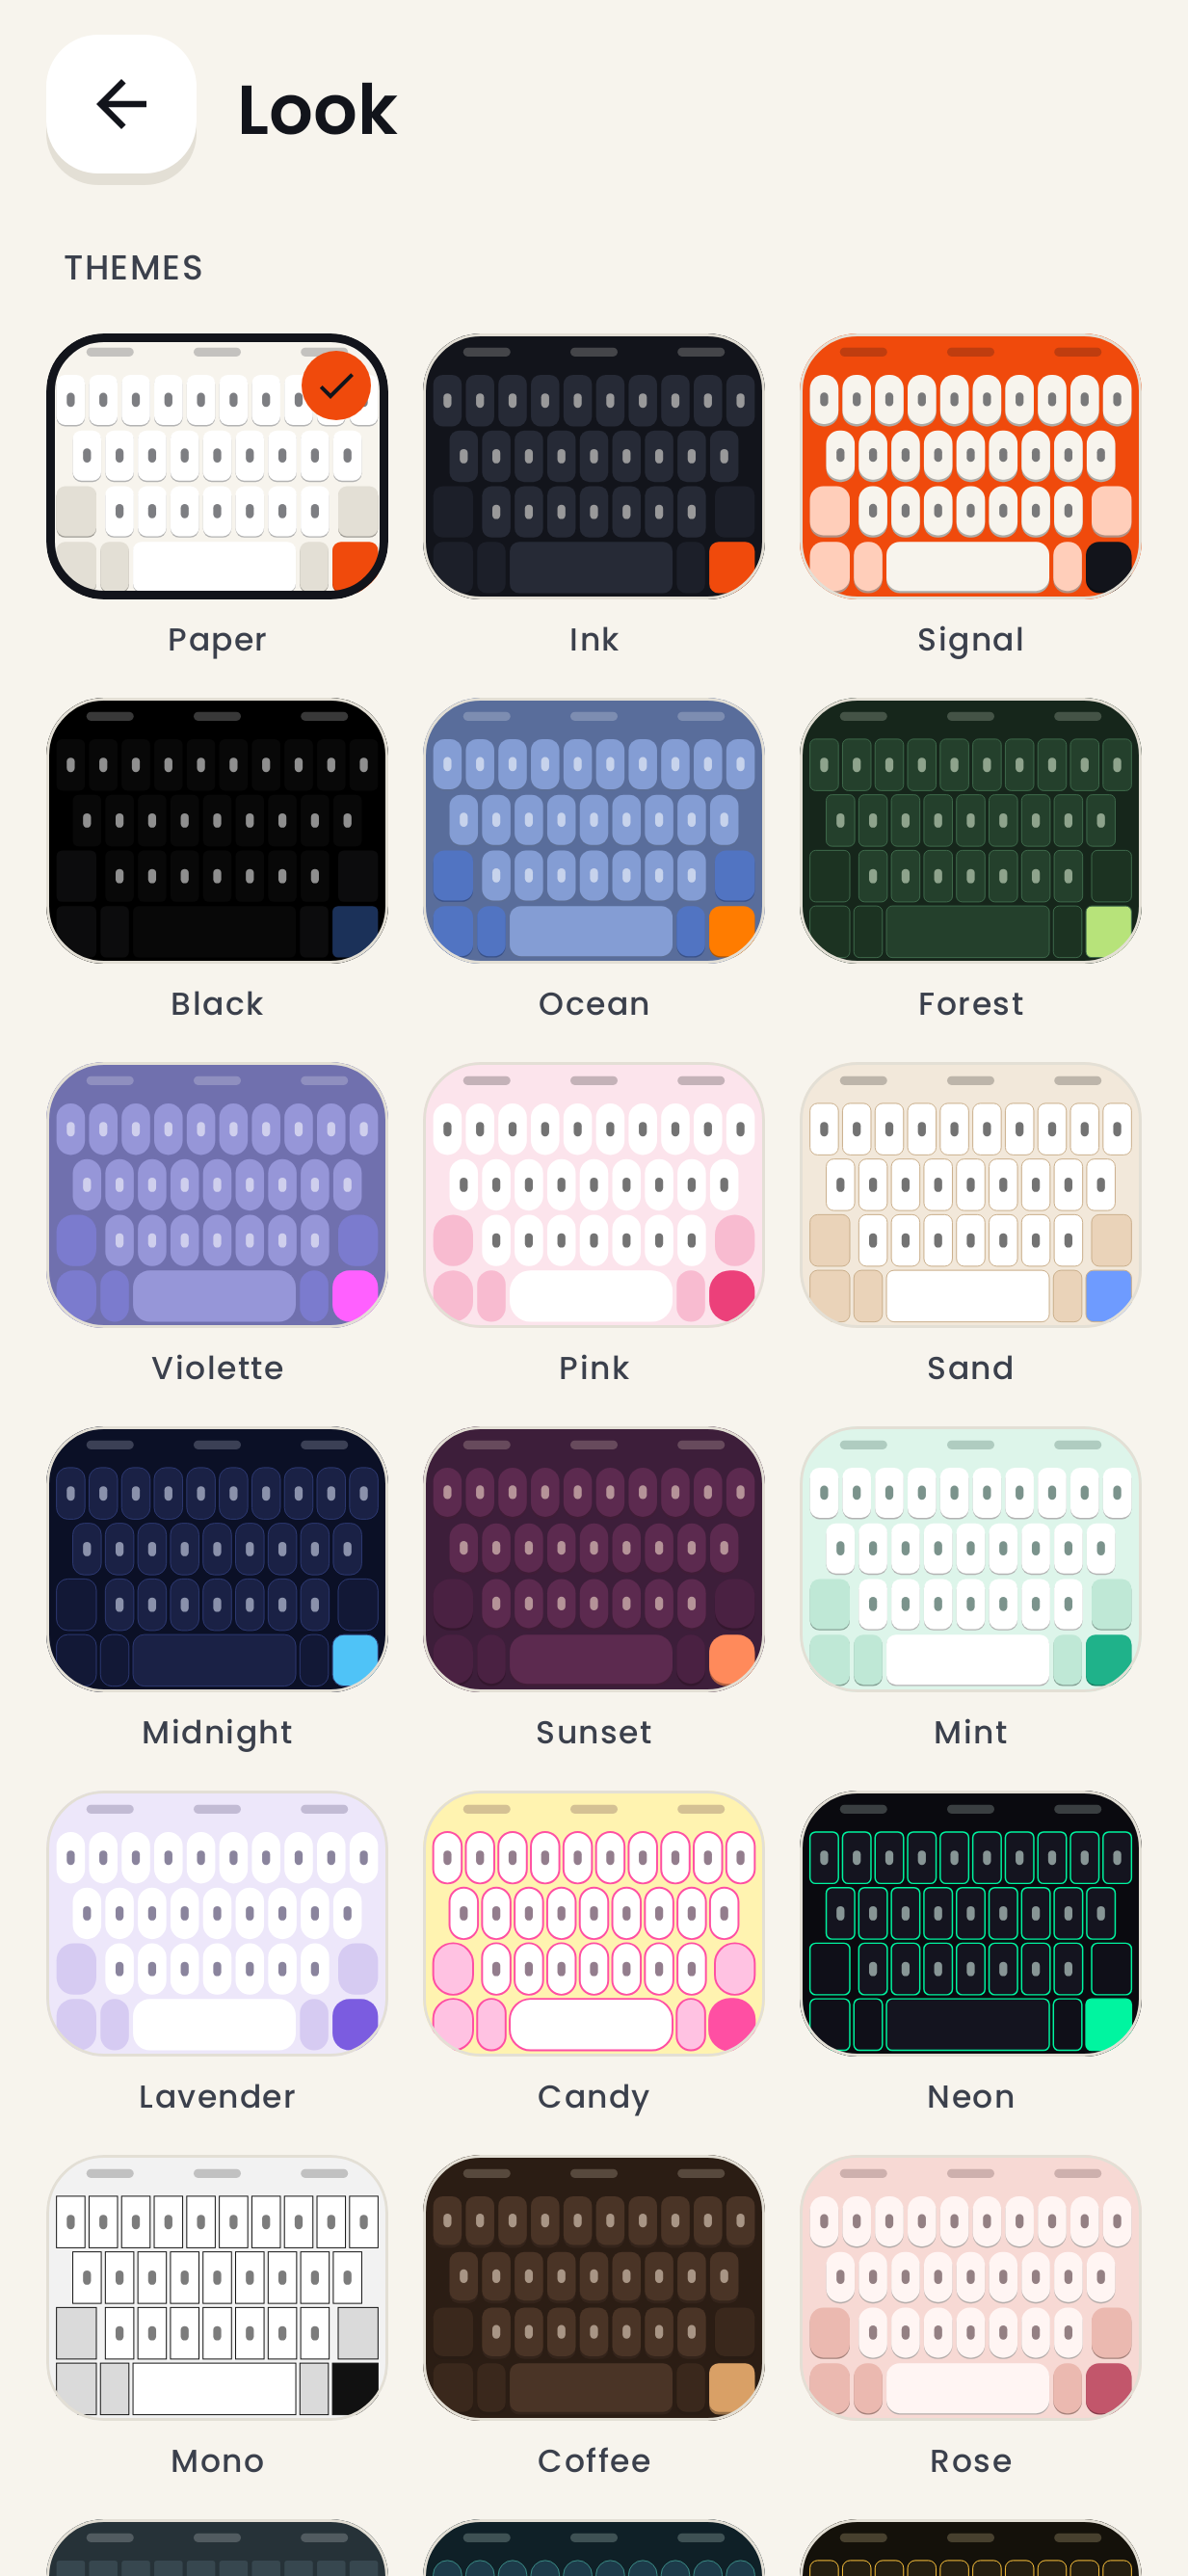 Look
THEMES
Paper
Ink
Signal
Black
Ocean
Forest
Violette
Pink
Sand
Midnight
Sunset
Mint
Lavender
Candy
Neon
Mono
Coffee
Rose